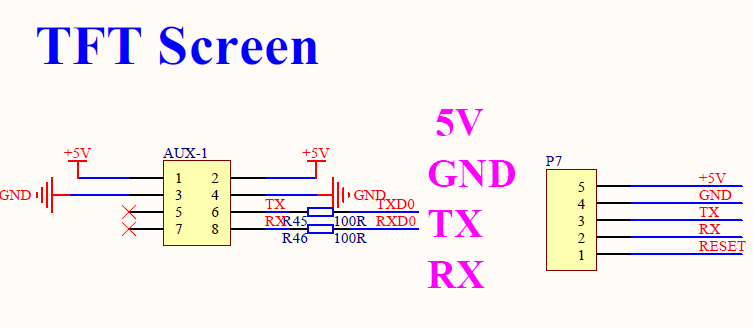 TFT Screen
5V
GND
TX
RX
+5V AUX-1 +5V
1 2
GND 3 4 GND
5 6 TX TXD0
7 8 RX R45 100R RXD0
R46 100R
P7
5 +5V
4 GND
3 TX
2 RX
1 RESET